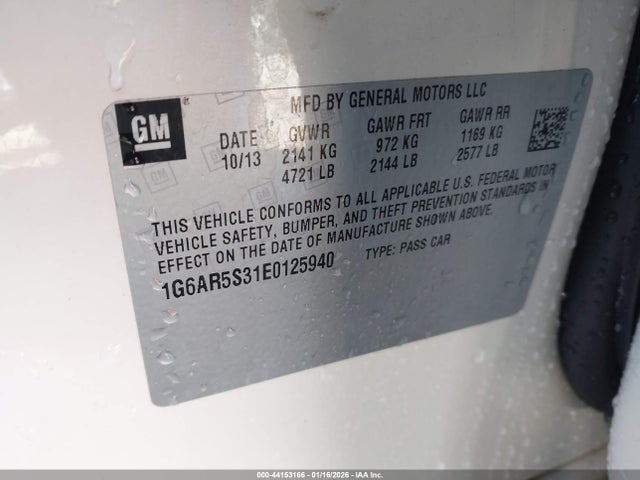 MFD BY GENERAL MOTORS LLC
GM
DATE GVWR GAWR FRT GAWR RR
10/13 2141 KG 972 KG 1169 KG
4721 LB 2144 LB 2577 LB
THIS VEHICLE CONFORMS TO ALL APPLICABLE U.S. FEDERAL MOTOR
VEHICLE SAFETY, BUMPER, AND THEFT PREVENTION STANDARDS IN
EFFECT ON THE DATE OF MANUFACTURE SHOWN ABOVE.
1G6AR5S31E0125940 TYPE: PASS CAR
000-44153166 - 01/16/2026 - IAADC.COM